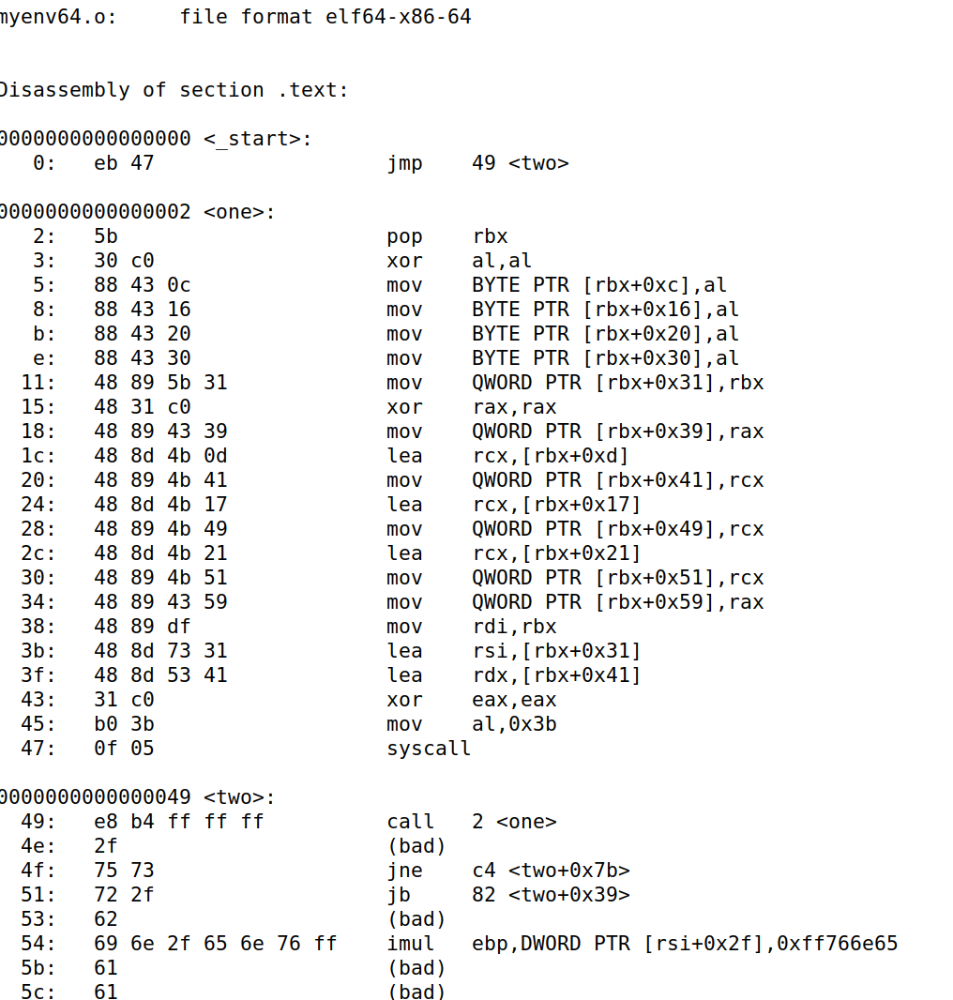 myenv64.o:     file format elf64-x86-64
Disassembly of section .text:
0000000000000000 <_start>:
   0:   eb 47                   jmp    49 <two>
0000000000000002 <one>:
   2:   5b                      pop    rbx
   3:   30 c0                   xor    al,al
   5:   88 43 0c                mov    BYTE PTR [rbx+0xc],al
   8:   88 43 16                mov    BYTE PTR [rbx+0x16],al
   b:   88 43 20                mov    BYTE PTR [rbx+0x20],al
   e:   88 43 30                mov    BYTE PTR [rbx+0x30],al
  11:   48 89 5b 31             mov    QWORD PTR [rbx+0x31],rbx
  15:   48 31 c0                xor    rax,rax
  18:   48 89 43 39             mov    QWORD PTR [rbx+0x39],rax
  1c:   48 8d 4b 0d             lea    rcx,[rbx+0xd]
  20:   48 89 4b 41             mov    QWORD PTR [rbx+0x41],rcx
  24:   48 8d 4b 17             lea    rcx,[rbx+0x17]
  28:   48 89 4b 49             mov    QWORD PTR [rbx+0x49],rcx
  2c:   48 8d 4b 21             lea    rcx,[rbx+0x21]
  30:   48 89 4b 51             mov    QWORD PTR [rbx+0x51],rcx
  34:   48 89 43 59             mov    QWORD PTR [rbx+0x59],rax
  38:   48 89 df                mov    rdi,rbx
  3b:   48 8d 73 31             lea    rsi,[rbx+0x31]
  3f:   48 8d 53 41             lea    rdx,[rbx+0x41]
  43:   31 c0                   xor    eax,eax
  45:   b0 3b                   mov    al,0x3b
  47:   0f 05                   syscall
0000000000000049 <two>:
  49:   e8 b4 ff ff ff          call   2 <one>
  4e:   2f                      (bad)
  4f:   75 73                   jne    c4 <two+0x7b>
  51:   72 2f                   jb     82 <two+0x39>
  53:   62                      (bad)
  54:   69 6e 2f 65 6e 76 ff    imul   ebp,DWORD PTR [rsi+0x2f],0xff766e65
  5b:   61                      (bad)
  5c:   61                      (bad)